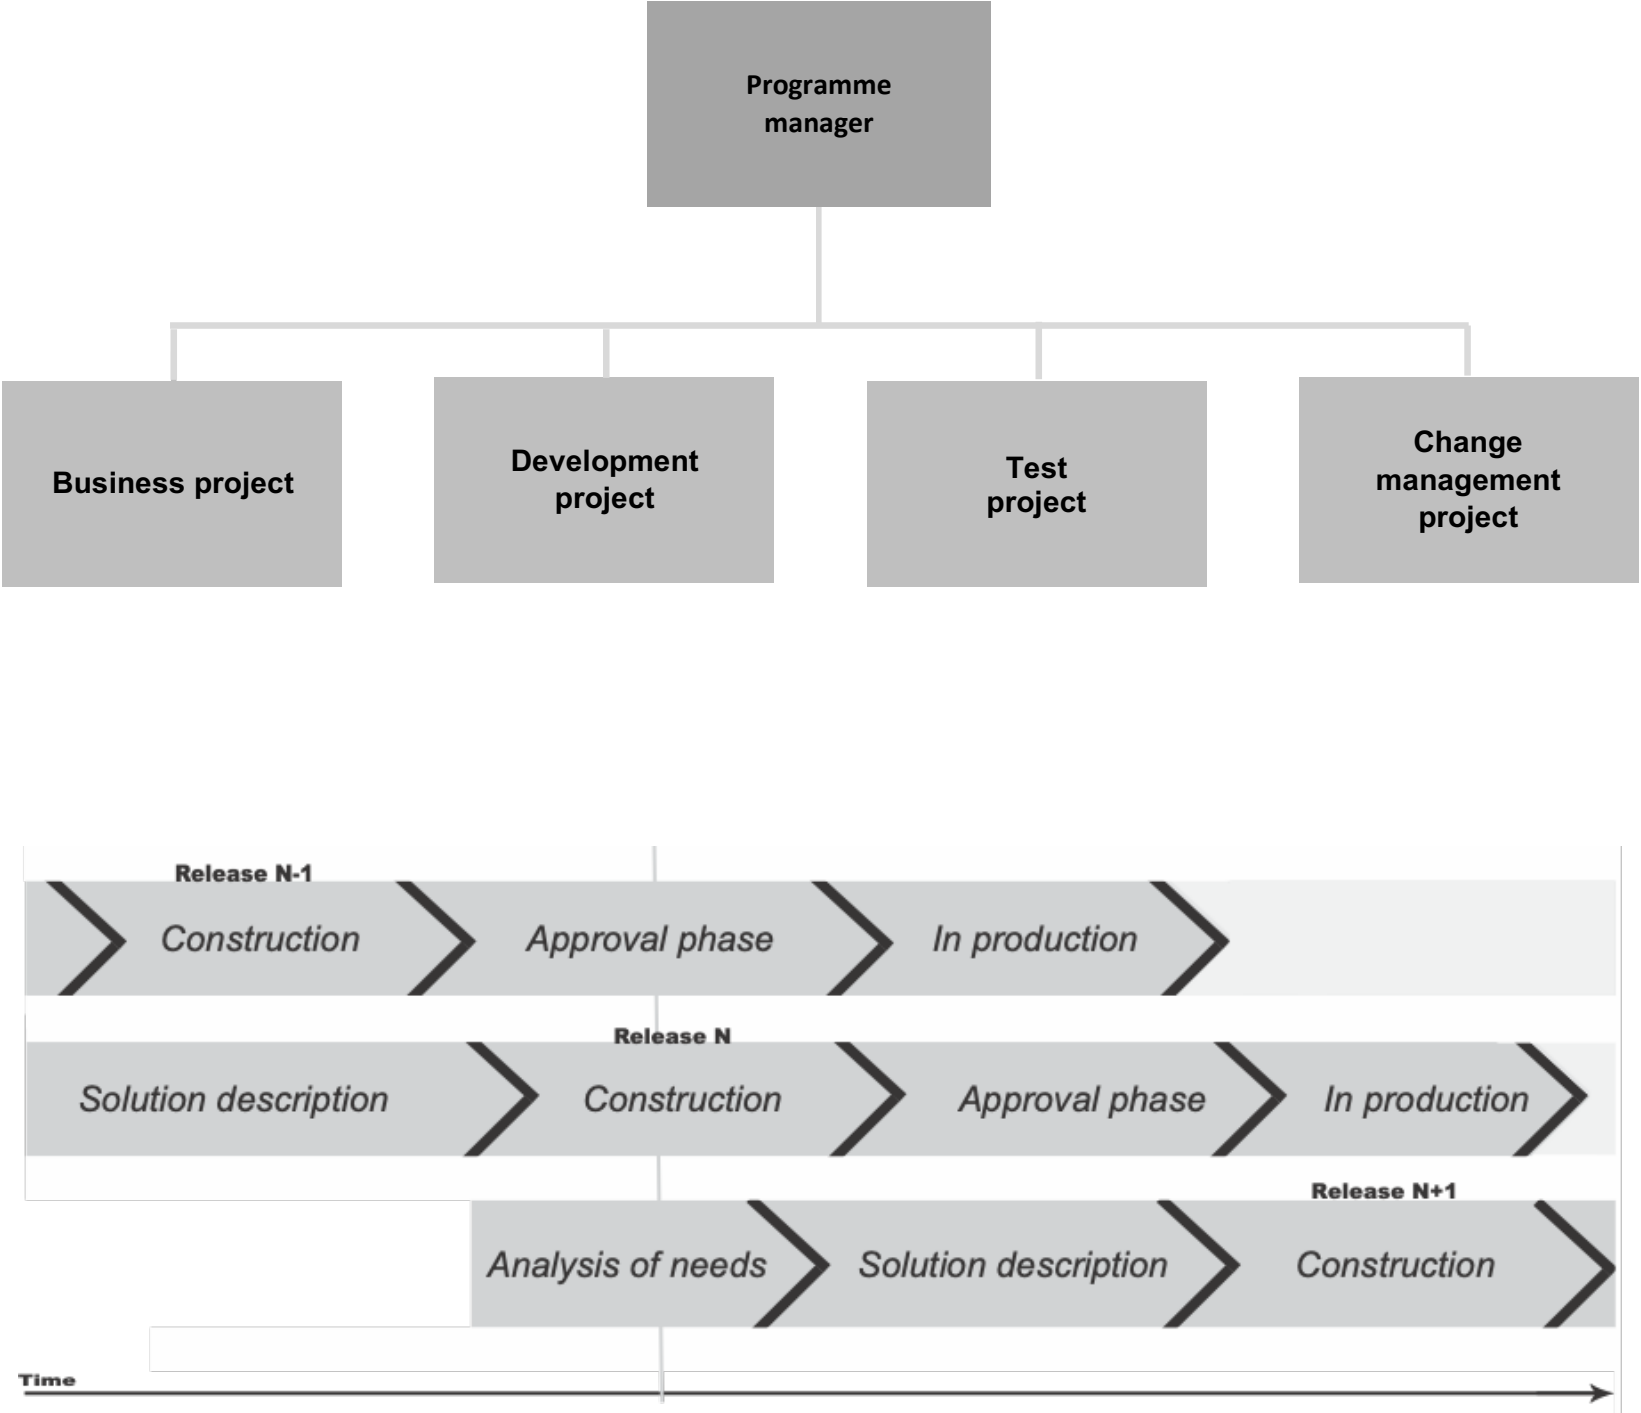 Programme
manager
Business project
Development
project
Test
project
Change
management
project
Release N-1
Construction
Approval phase
In production
Release N
Solution description
Construction
Approval phase
In production
Release N+1
Analysis of needs
Solution description
Construction
Time